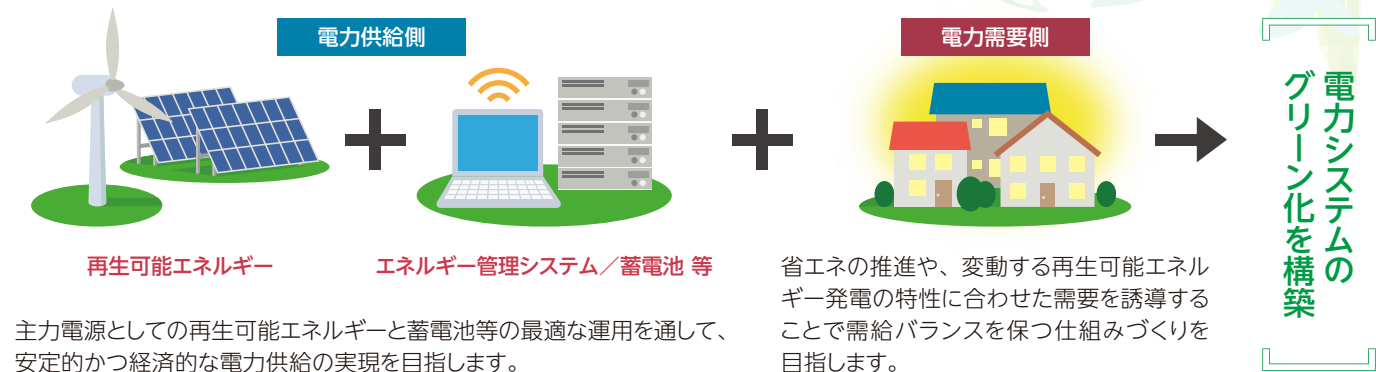 電力供給側
再生可能エネルギー
エネルギー管理システム／蓄電池 等
主力電源としての再生可能エネルギーと蓄電池等の最適な運用を通して、
安定的かつ経済的な電力供給の実現を目指します。
電力需要側
省エネの推進や、変動する再生可能エネル
ギー発電の特性に合わせた需要を誘導する
ことで需給バランスを保つ仕組みづくりを
目指します。
電力システムの
グリーン化を構築